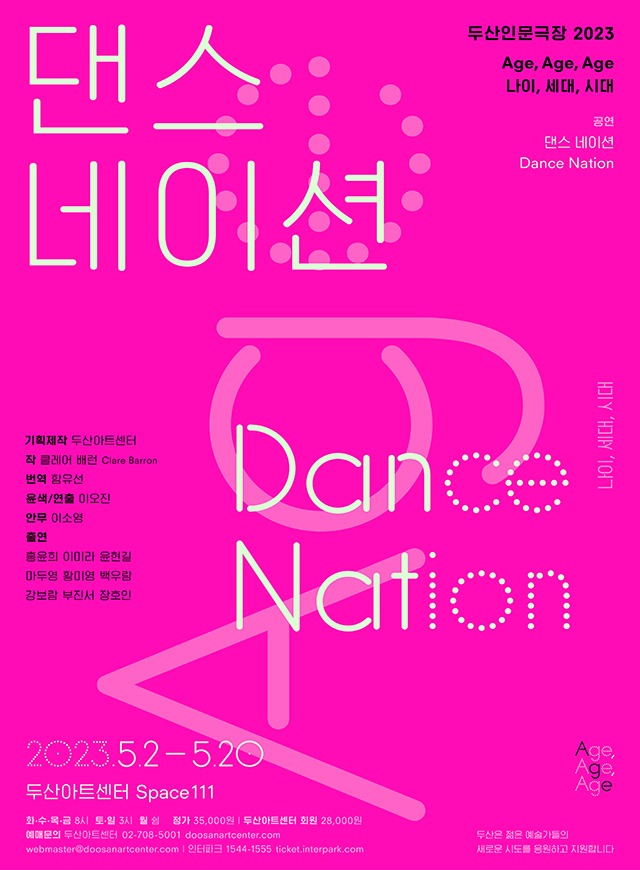 댄스
네이션
두산인문극장 2023
Age, Age, Age
나이, 세대, 시대
공연
댄스 네이션
Dance Nation
나이, 세대, 시대
기획제작 두산아트센터
작 클레어 배런 Clare Barron
번역 함유선
윤색/연출 이오진
안무 이소영
출연
홍윤희 이미라 윤현길
마두영 황미영 백우람
강보람 부진서 장호인
Dance
Nation
2023.5.2 – 5.20
두산아트센터 Space111
화·수·목·금 8시 토·일 3시 월 쉼 정가 35,000원 | 두산아트센터 회원 28,000원
예매문의 두산아트센터 02-708-5001 doosanartcenter.com
webmaster@doosanartcenter.com | 인터파크 1544-1555 ticket.interpark.com
Age,
Age,
Age
두산은 젊은 예술가들의
새로운 시도를 응원하고 지원합니다